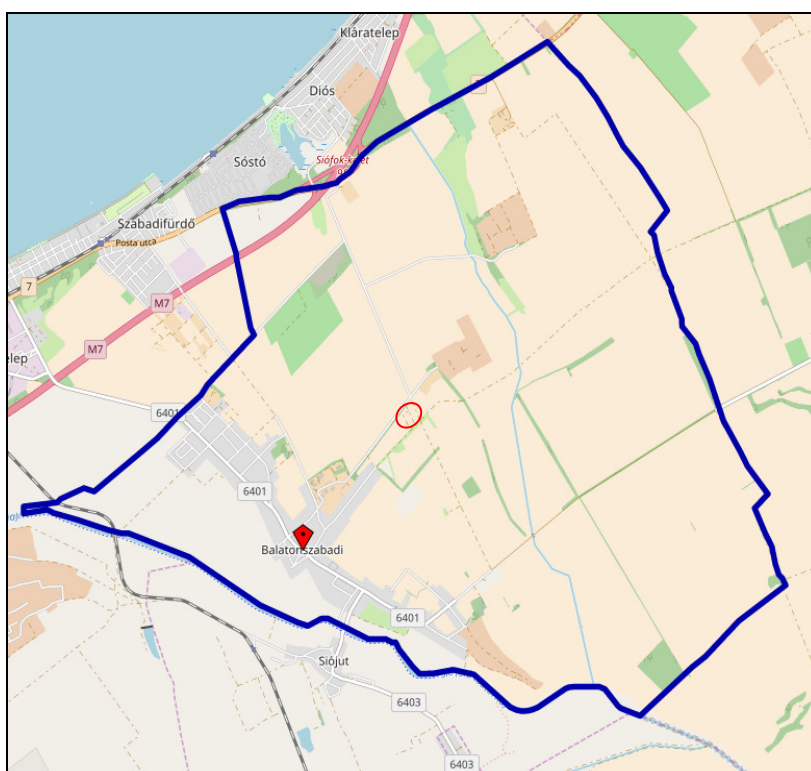 Kláratelep
Diós
7
Sóstó
Siófok-kelet
Szabadifürdő
Posta utca
7
M7
M7
elep
6401
6401
Balatonszabadi
6401
Siójut
6403
6403